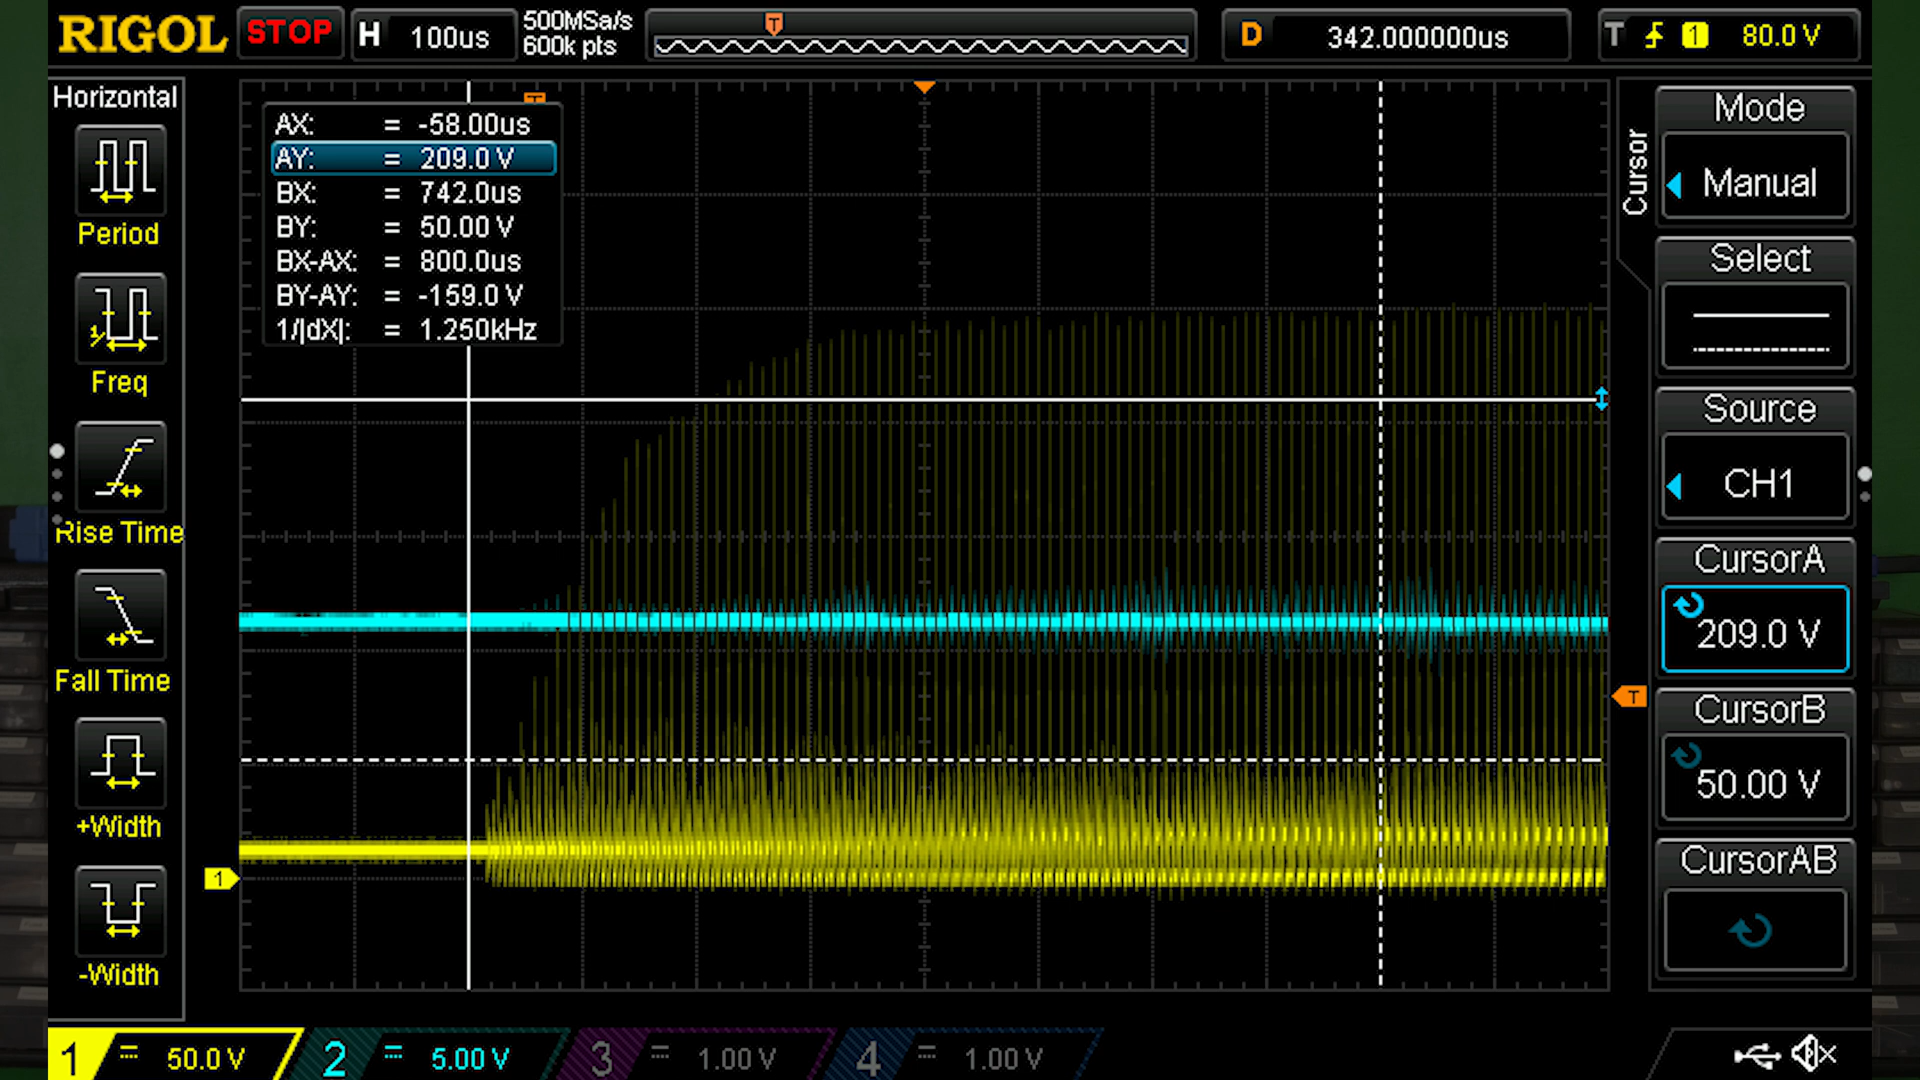 RIGOL STOP H 100us 500MSa/s 600k pts T D 342.000000us T 1 80.0 V
Horizontal
Period
Freq
Rise Time
Fall Time
+Width
-Width
T
AX: = -58.00us
AY: = 209.0 V
BX: = 742.0us
BY: = 50.00 V
BX-AX: = 800.0us
BY-AY: = -159.0 V
1/|dX|: = 1.250kHz
1
T
Cursor
Mode
Manual
Select
Source
CH1
CursorA
209.0 V
CursorB
50.00 V
CursorAB
1 50.0 V 2 5.00 V 3 1.00 V 4 1.00 V